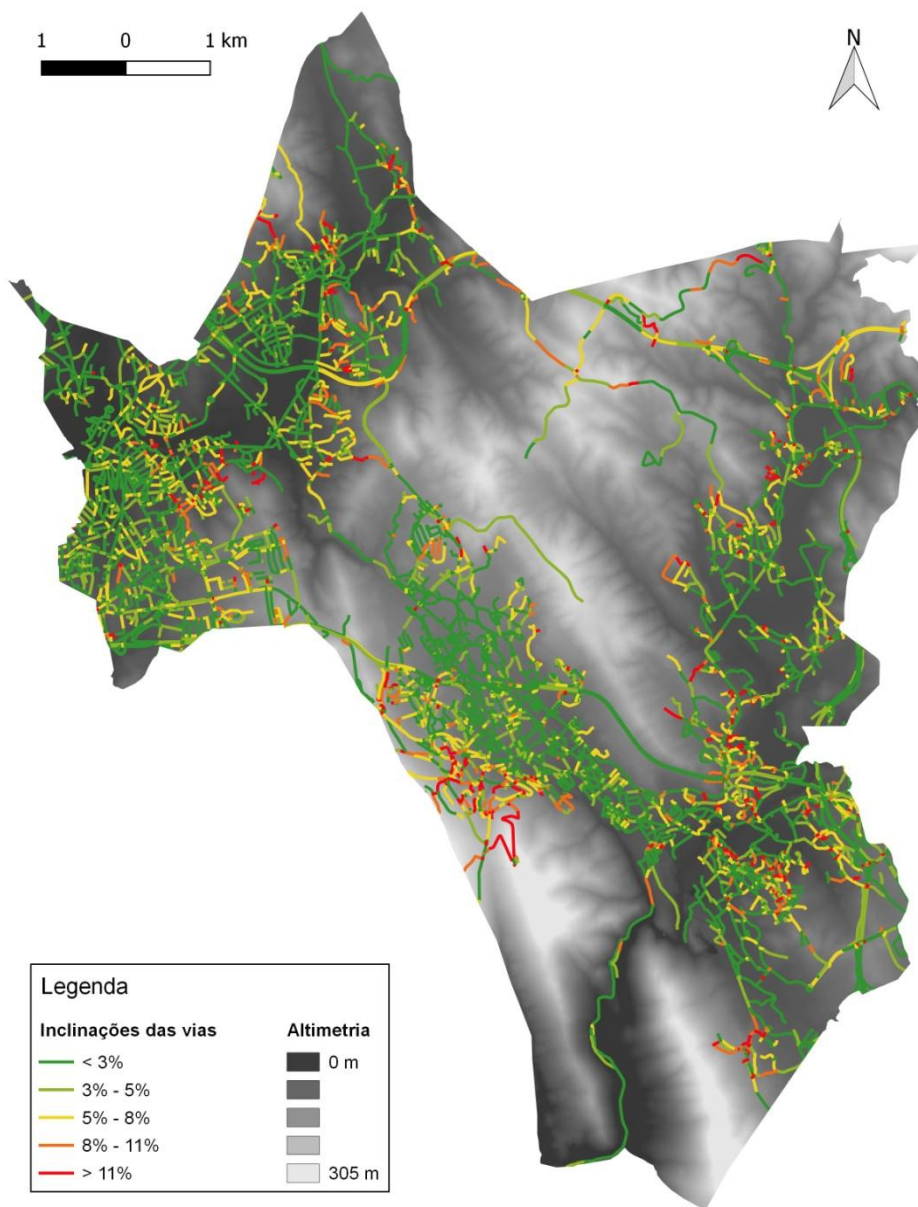 1 0 1 km
N
Legenda
Inclinações das vias Altimetria
< 3% 0 m
3% - 5%
5% - 8%
8% - 11%
> 11% 305 m